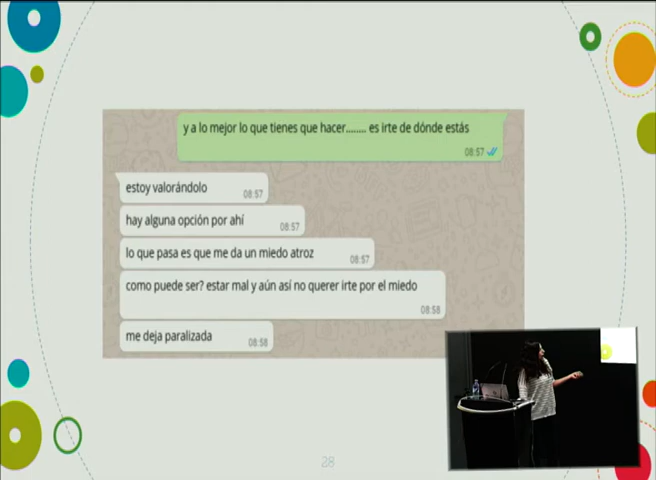 y a lo mejor lo que tienes que hacer........ es irte de dónde estás
08:57
estoy valorándolo
08:57
hay alguna opción por ahí
08:57
lo que pasa es que me da un miedo atroz
08:57
como puede ser? estar mal y aún así no querer irte por el miedo
08:58
me deja paralizada
08:58
28